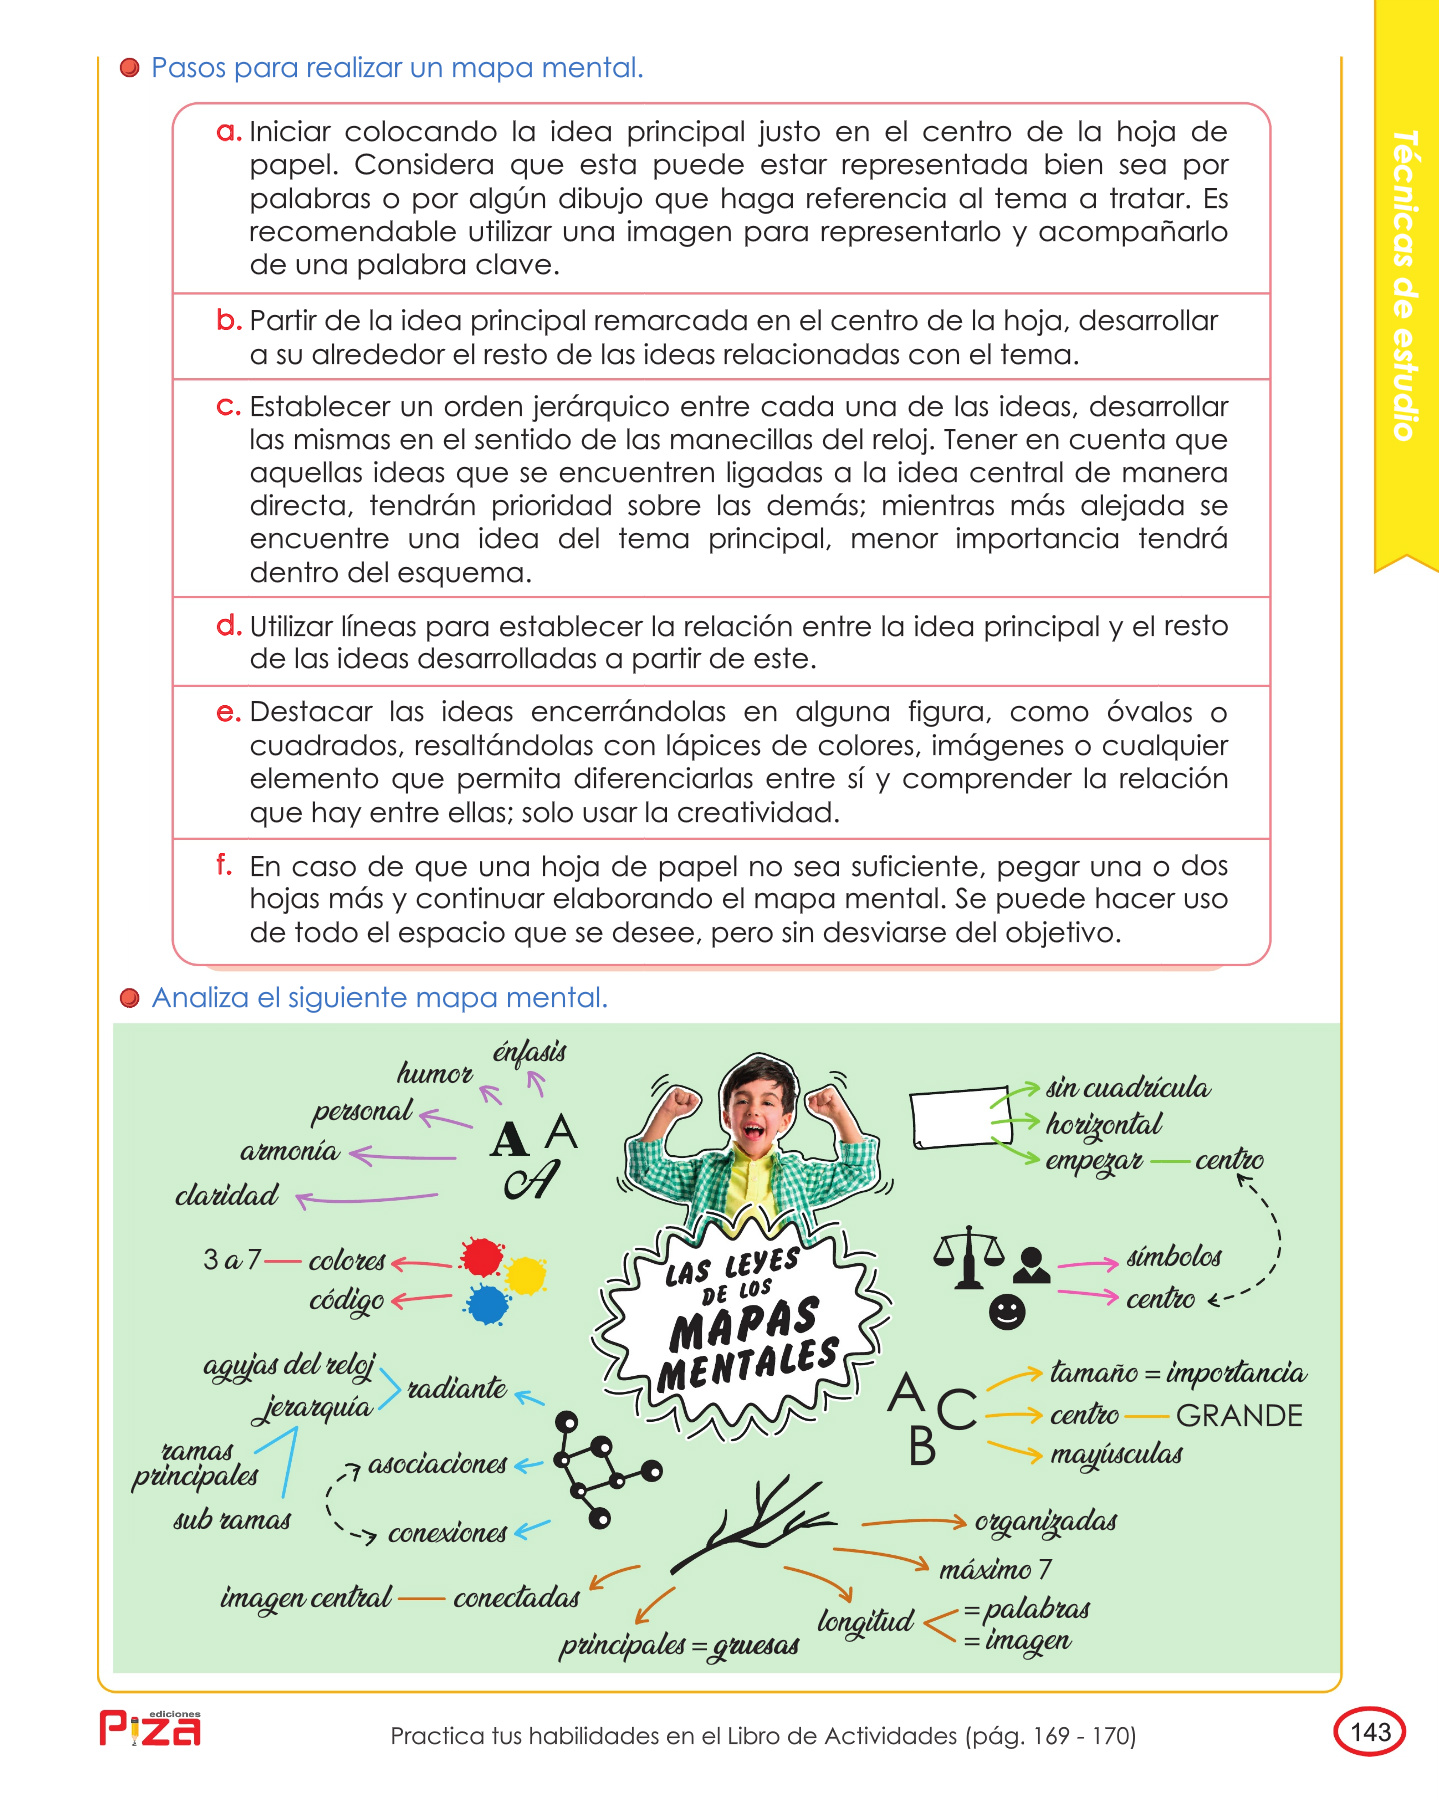 Pasos para realizar un mapa mental.
a. Iniciar colocando la idea principal justo en el centro de la hoja de
papel. Considera que esta puede estar representada bien sea por
palabras o por algún dibujo que haga referencia al tema a tratar. Es
recomendable utilizar una imagen para representarlo y acompañarlo
de una palabra clave.
b. Partir de la idea principal remarcada en el centro de la hoja, desarrollar
a su alrededor el resto de las ideas relacionadas con el tema.
c. Establecer un orden jerárquico entre cada una de las ideas, desarrollar
las mismas en el sentido de las manecillas del reloj. Tener en cuenta que
aquellas ideas que se encuentren ligadas a la idea central de manera
directa, tendrán prioridad sobre las demás; mientras más alejada se
encuentre una idea del tema principal, menor importancia tendrá
dentro del esquema.
d. Utilizar líneas para establecer la relación entre la idea principal y el resto
de las ideas desarrolladas a partir de este.
e. Destacar las ideas encerrándolas en alguna figura, como óvalos o
cuadrados, resaltándolas con lápices de colores, imágenes o cualquier
elemento que permita diferenciarlas entre sí y comprender la relación
que hay entre ellas; solo usar la creatividad.
f. En caso de que una hoja de papel no sea suficiente, pegar una o dos
hojas más y continuar elaborando el mapa mental. Se puede hacer uso
de todo el espacio que se desee, pero sin desviarse del objetivo.
Técnicas de estudio
Analiza el siguiente mapa mental.
énfasis
humor
personal
armonía
claridad
A A
A
3 a 7 colores
código
agujas del reloj
jerarquía
radiante
ramas
principales
sub ramas
asociaciones
conexiones
imagen central conectadas
principales = gruesas
longitud
= palabras
= imagen
máximo 7
organizadas
LAS LEYES
DE LOS
MAPAS
MENTALES
sin cuadrícula
horizontal
empezar centro
símbolos
centro
A C
B
tamaño = importancia
centro GRANDE
mayúsculas
ediciones
Piza
Practica tus habilidades en el Libro de Actividades (pág. 169 - 170)
143